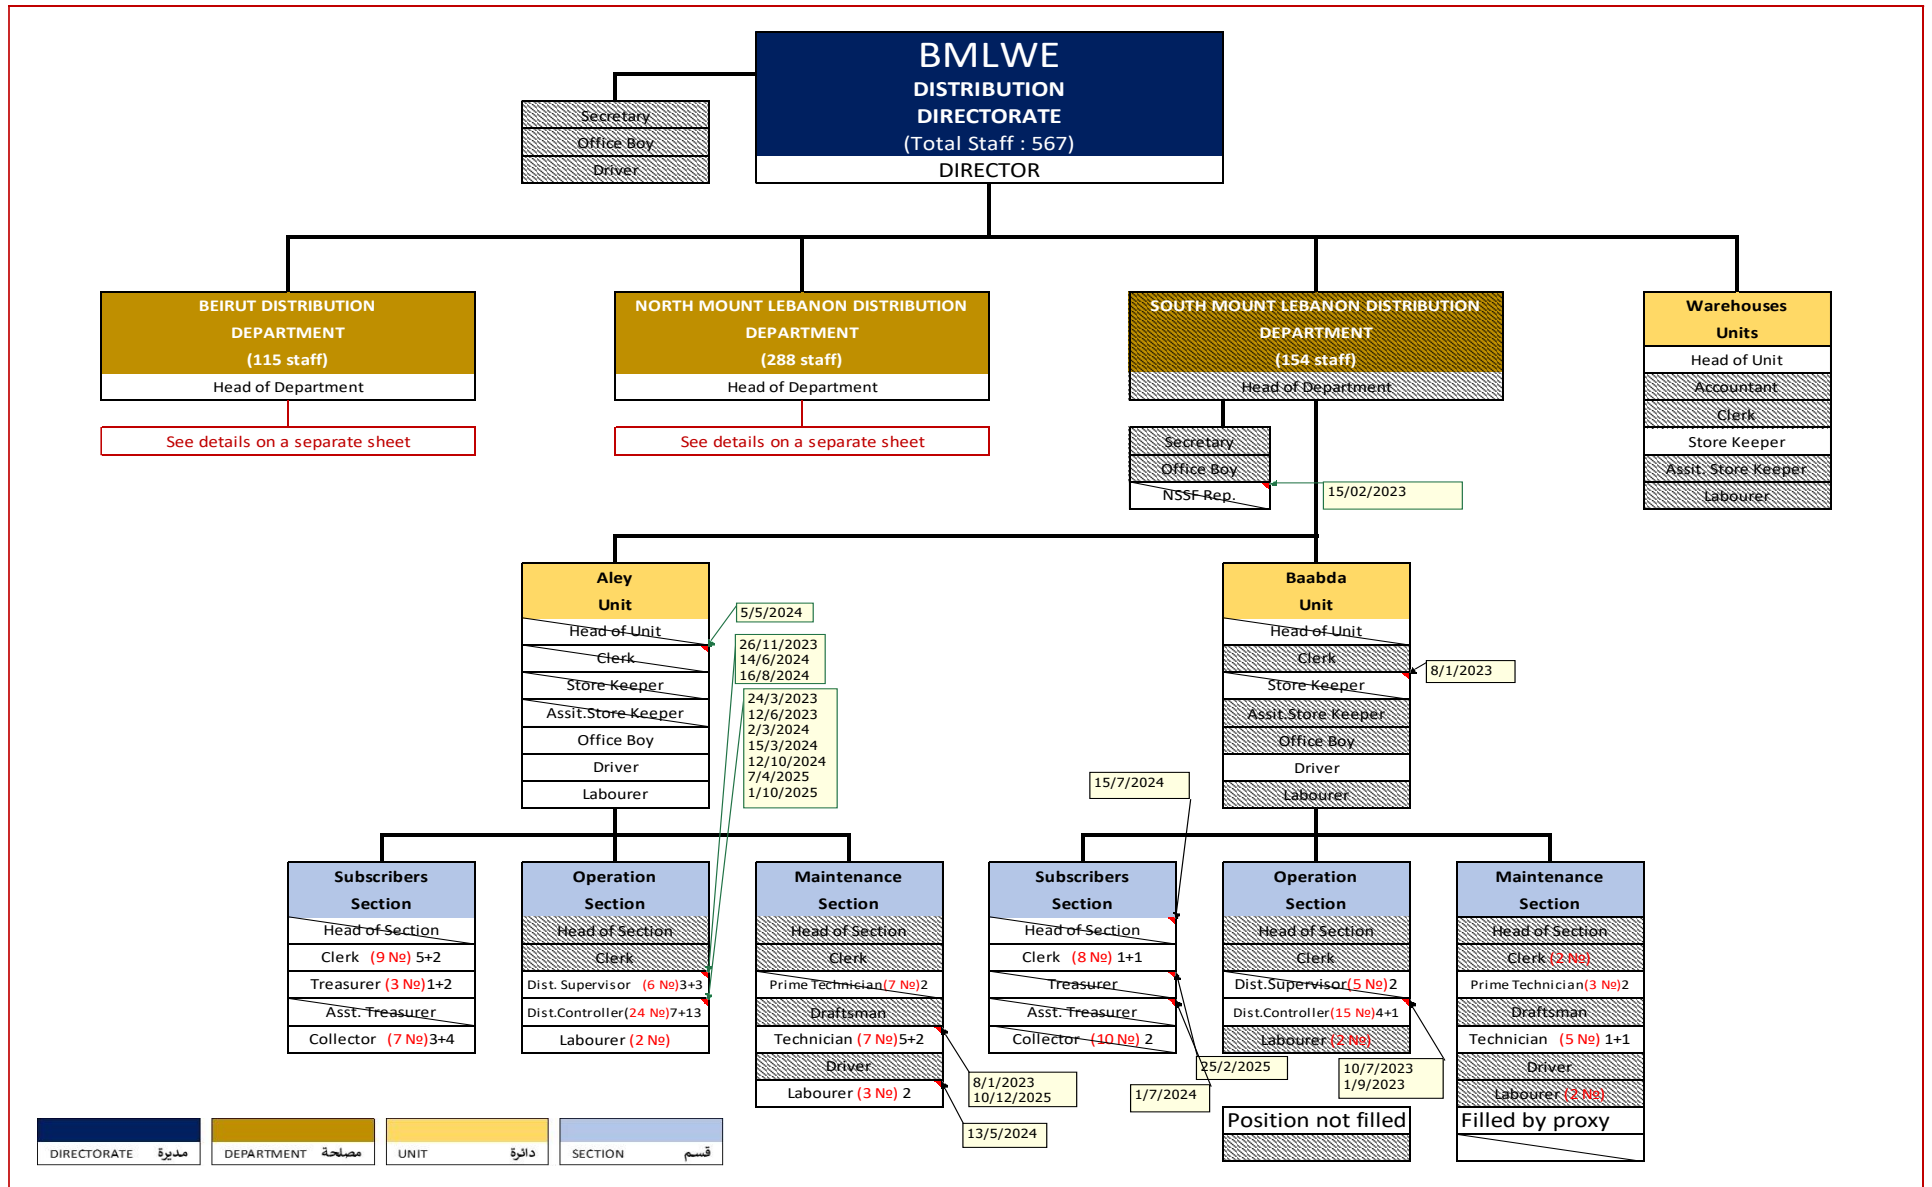 BMLWE
DISTRIBUTION
DIRECTORATE
(Total Staff : 567)
DIRECTOR
Secretary
Office Boy
Driver
BEIRUT DISTRIBUTION
DEPARTMENT
(115 staff)
Head of Department
See details on a separate sheet
NORTH MOUNT LEBANON DISTRIBUTION
DEPARTMENT
(288 staff)
Head of Department
See details on a separate sheet
SOUTH MOUNT LEBANON DISTRIBUTION
DEPARTMENT
(154 staff)
Head of Department
Secretary
Office Boy
NSSF Rep.
15/02/2023
Warehouses
Units
Head of Unit
Accountant
Clerk
Store Keeper
Assit. Store Keeper
Labourer
Aley
Unit
Head of Unit
Clerk
Store Keeper
Assit.Store Keeper
Office Boy
Driver
Labourer
5/5/2024
26/11/2023
14/6/2024
16/8/2024
24/3/2023
12/6/2023
2/3/2024
15/3/2024
12/10/2024
7/4/2025
1/10/2025
Baabda
Unit
Head of Unit
Clerk
Store Keeper
Assit.Store Keeper
Office Boy
Driver
Labourer
8/1/2023
15/7/2024
Subscribers
Section
Head of Section
Clerk (9 №) 5+2
Treasurer (3 №)1+2
Asst. Treasurer
Collector (7 №)3+4
Operation
Section
Head of Section
Clerk
Dist. Supervisor (6 №)3+3
Dist.Controller(24 №)7+13
Labourer (2 №)
Maintenance
Section
Head of Section
Clerk
Prime Technician(7 №)2
Draftsman
Technician (7 №)5+2
Driver
Labourer (3 №) 2
8/1/2023
10/12/2025
13/5/2024
Subscribers
Section
Head of Section
Clerk (8 №) 1+1
Treasurer
Asst. Treasurer
Collector (10 №) 2
25/2/2025
1/7/2024
Operation
Section
Head of Section
Clerk
Dist.Supervisor(5 №)2
Dist.Controller(15 №)4+1
Labourer (2 №)
10/7/2023
1/9/2023
Maintenance
Section
Head of Section
Clerk (2 №)
Prime Technician(3 №)2
Draftsman
Technician (5 №) 1+1
Driver
Labourer (2 №)
Position not filled
Filled by proxy
DIRECTORATE مديرة
DEPARTMENT مصلحة
UNIT دائرة
SECTION قسم